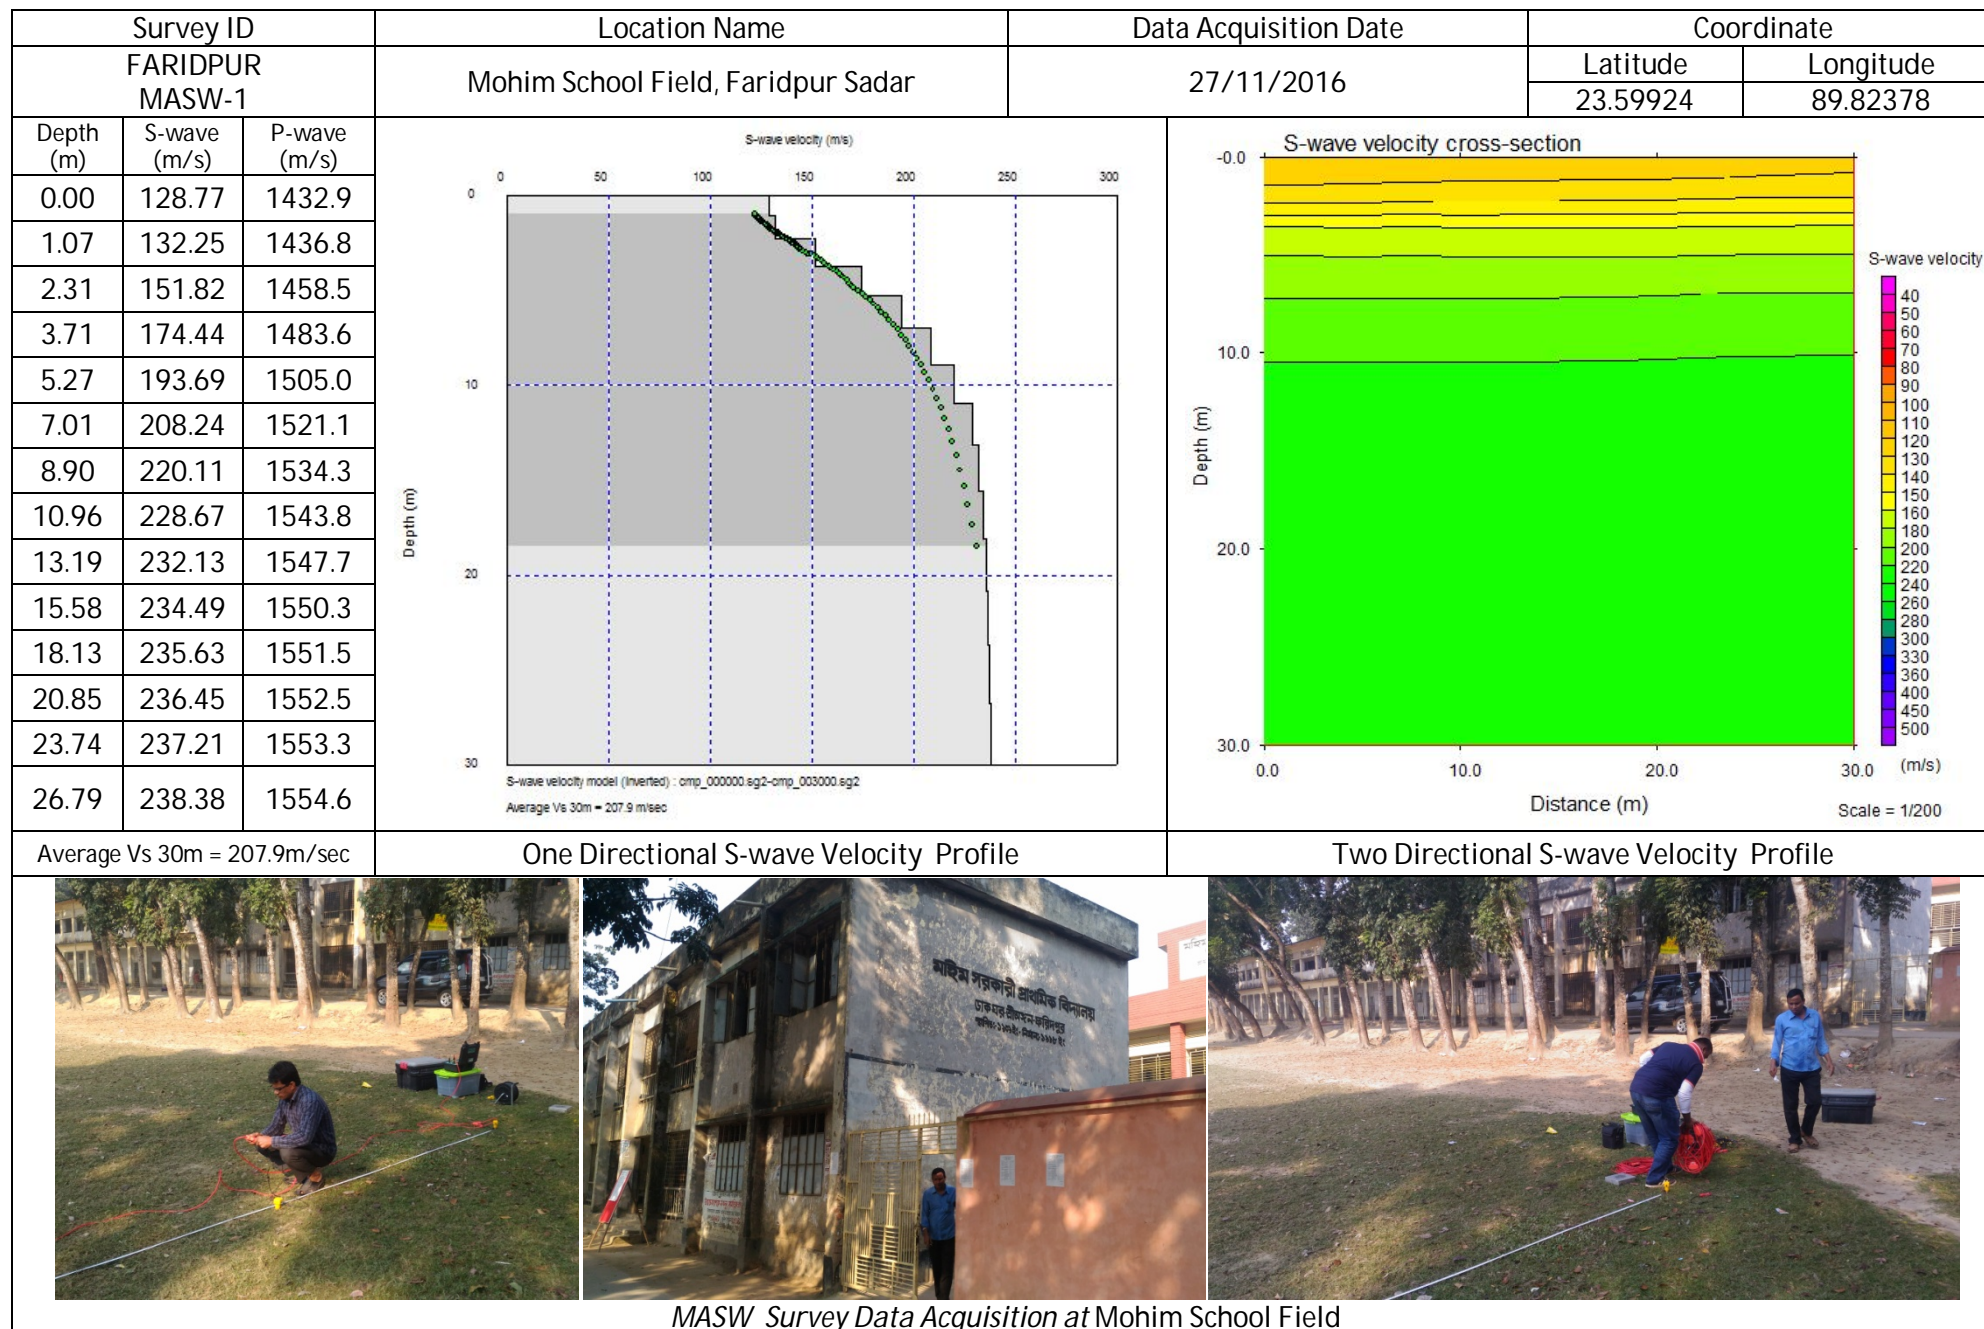 Survey ID Location Name Data Acquisition Date Coordinate
FARIDPUR MASW-1 Mohim School Field, Faridpur Sadar 27/11/2016 Latitude Longitude
23.59924 89.82378
Depth (m) S-wave (m/s) P-wave (m/s)
0.00 128.77 1432.9
1.07 132.25 1436.8
2.31 151.82 1458.5
3.71 174.44 1483.6
5.27 193.69 1505.0
7.01 208.24 1521.1
8.90 220.11 1534.3
10.96 228.67 1543.8
13.19 232.13 1547.7
15.58 234.49 1550.3
18.13 235.63 1551.5
20.85 236.45 1552.5
23.74 237.21 1553.3
26.79 238.38 1554.6
S-wave velocity (m/s)
0 50 100 150 200 250 300
0
10
20
30
Depth (m)
S-wave velocity model (inverted) : cmp_000000.sg2-cmp_003000.sg2
Average Vs 30m = 207.9 m/sec
S-wave velocity cross-section
-0.0
10.0
20.0
30.0
Depth (m)
0.0 10.0 20.0 30.0
Distance (m)
S-wave velocity
40
50
60
70
80
90
100
110
120
130
140
150
160
180
200
220
240
260
280
300
330
360
400
450
500
(m/s)
Scale = 1/200
Average Vs 30m = 207.9m/sec One Directional S-wave Velocity Profile Two Directional S-wave Velocity Profile
মহিম সরকারী প্রাথমিক বিদ্যালয়
MASW Survey Data Acquisition at Mohim School Field